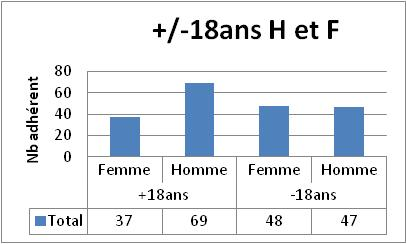 +/-18ans H et F
Nb adhérent
80
60
40
20
0
Femme Homme Femme Homme
+18ans -18ans
Total 37 69 48 47